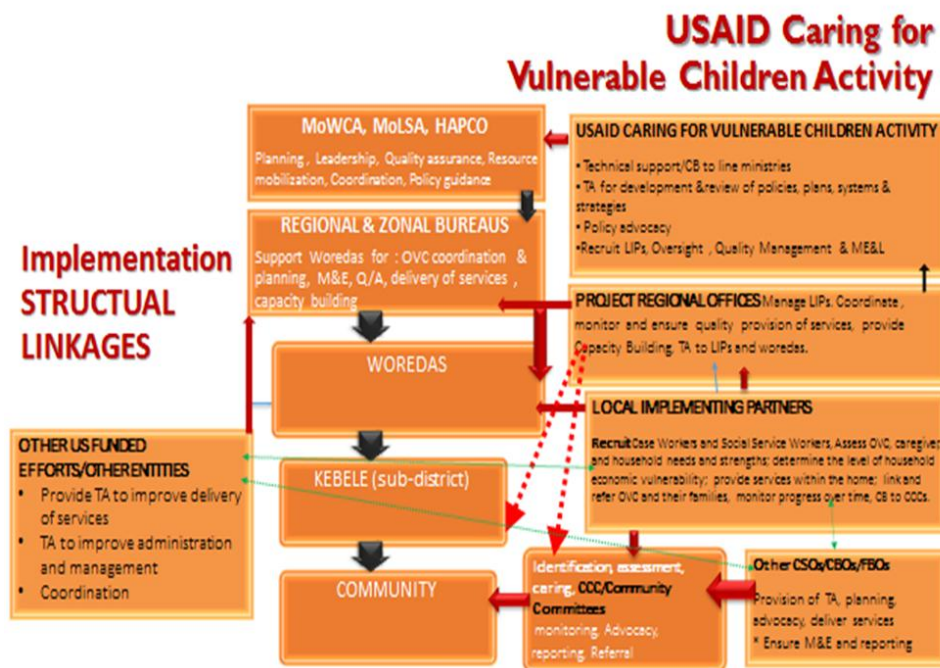 USAID Caring for
Vulnerable Children Activity
MoWCA, MoLSA, HAPCO
Planning , Leadership, Quality assurance, Resource
mobilization, Coordination, Policy guidance
USAID CARING FOR VULNERABLE CHILDREN ACTIVITY
• Technical support/CB to line ministries
• TA for development &review of policies, plans, systems &
strategies
• Policy advocacy
•Recruit LIPs, Oversight , Quality Management & ME&L
REGIONAL & ZONAL BUREAUS
Support Woredas for : OVC coordination &
planning, M&E, Q/A, delivery of services ,
capacity building
Implementation
STRUCTUAL
LINKAGES
PROJECT REGIONAL OFFICES Manage LIPs. Coordinate ,
monitor and ensure quality provision of services, provide
Capacity Building, TA to LIPs and woredas.
WOREDAS
LOCAL IMPLEMENTING PARTNERS
Recruit Case Workers and Social Service Workers, Assess OVC, caregiver
and household needs and strengths; determine the level of household
economic vulnerability; provide services within the home; link and
refer OVC and their families, monitor progress over time, CB to CCCs.
OTHER US FUNDED
EFFORTS/OTHER ENTITIES
• Provide TA to improve delivery
of services
• TA to improve administration
and management
• Coordination
KEBELE (sub-district)
COMMUNITY
Identification, assessment,
caring, CCC/Community
Committees
monitoring, Advocacy,
reporting, Referral
Other CSOs/CBOs/FBOs
Provision of TA, planning,
advocacy, deliver services
* Ensure M&E and reporting